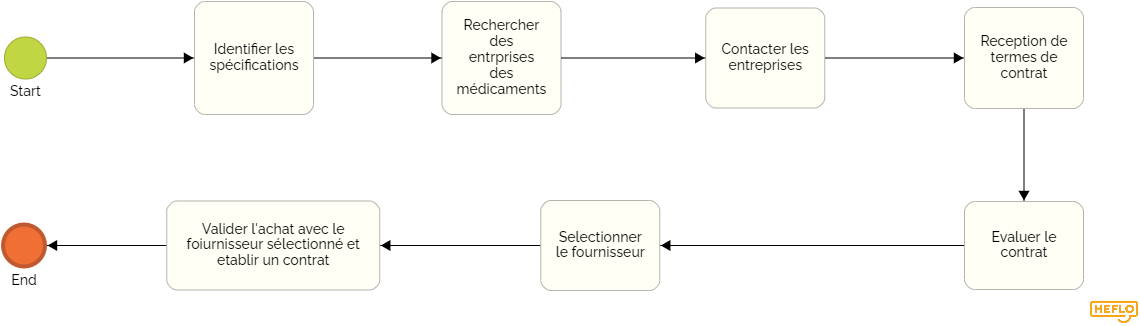 Start
Identifier les
spécifications
Rechercher
des
entrprises
des
médicaments
Contacter les
entreprises
Reception de
termes de
contrat
Evaluer le
contrat
Selectionner
le fournisseur
Valider l'achat avec le
foiurnisseur sélectionné et
etablir un contrat
End
HEFLO